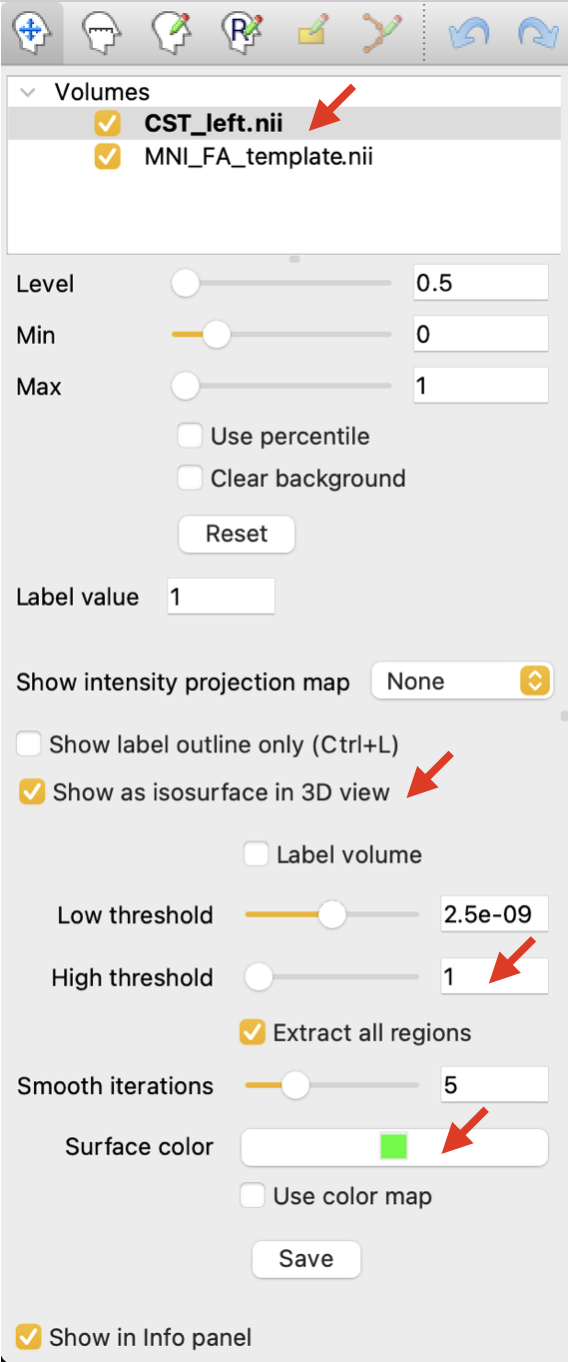 R
Volumes
CST_left.nii
MNI_FA_template.nii
Level 0.5
Min 0
Max 1
Use percentile
Clear background
Reset
Label value 1
Show intensity projection map None
Show label outline only (Ctrl+L)
Show as isosurface in 3D view
Label volume
Low threshold 2.5e-09
High threshold 1
Extract all regions
Smooth iterations 5
Surface color
Use color map
Save
Show in Info panel